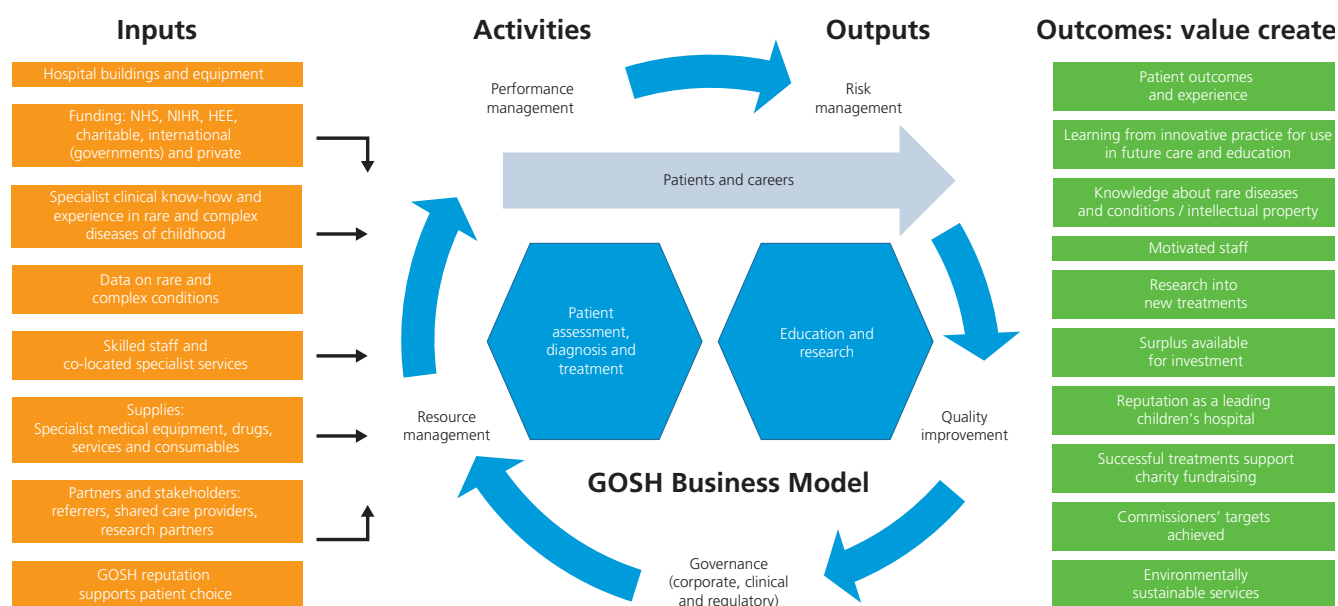 Inputs
Hospital buildings and equipment
Funding: NHS, NIHR, HEE,
charitable, international
(governments) and private
Specialist clinical know-how and
experience in rare and complex
diseases of childhood
Data on rare and
complex conditions
Skilled staff and
co-located specialist services
Supplies:
Specialist medical equipment, drugs,
services and consumables
Partners and stakeholders:
referrers, shared care providers,
research partners
GOSH reputation
supports patient choice
Activities
Outputs
Performance
management
Risk
management
Patients and careers
Patient
assessment,
diagnosis and
treatment
Education and
research
Resource
management
Quality
improvement
GOSH Business Model
Governance
(corporate, clinical
and regulatory)
Outcomes: value create
Patient outcomes
and experience
Learning from innovative practice for use
in future care and education
Knowledge about rare diseases
and conditions / intellectual property
Motivated staff
Research into
new treatments
Surplus available
for investment
Reputation as a leading
children’s hospital
Successful treatments support
charity fundraising
Commissioners’ targets
achieved
Environmentally
sustainable services